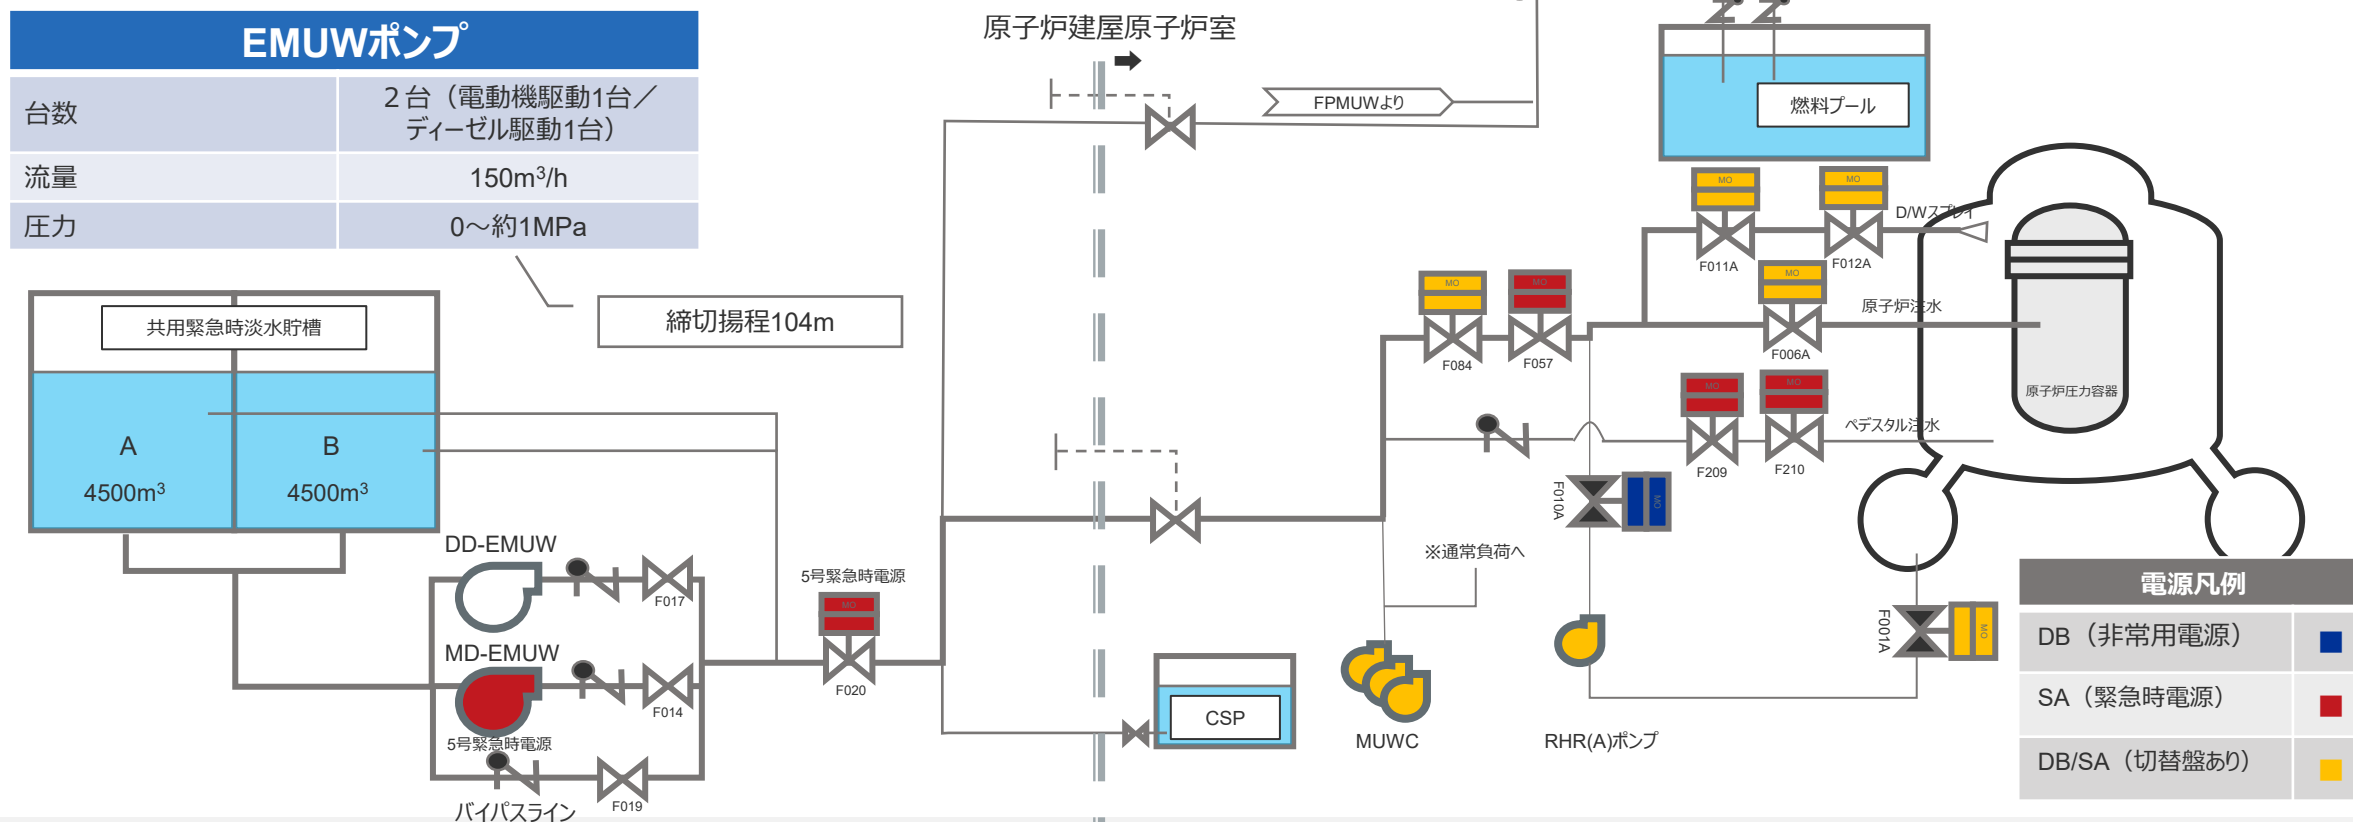 EMUWポンプ
台数
2台（電動機駆動1台／
ディーゼル駆動1台）
流量
150m³/h
圧力
0～約1MPa
締切揚程104m
共用緊急時淡水貯槽
A
4500m³
B
4500m³
DD-EMUW
F017
MD-EMUW
F014
5号緊急時電源
バイパスライン
F019
5号緊急時電源
MO
F020
原子炉建屋原子炉室
FPMUWより
燃料プール
MO
F011A
MO
F012A
D/Wスプレイ
MO
F084
MO
F057
MO
F006A
原子炉注水
原子炉圧力容器
MO
F209
MO
F210
ペデスタル注水
F010A
MO
※通常負荷へ
CSP
MUWC
RHR(A)ポンプ
F001A
MO
電源凡例
DB（非常用電源）
SA（緊急時電源）
DB/SA（切替盤あり）